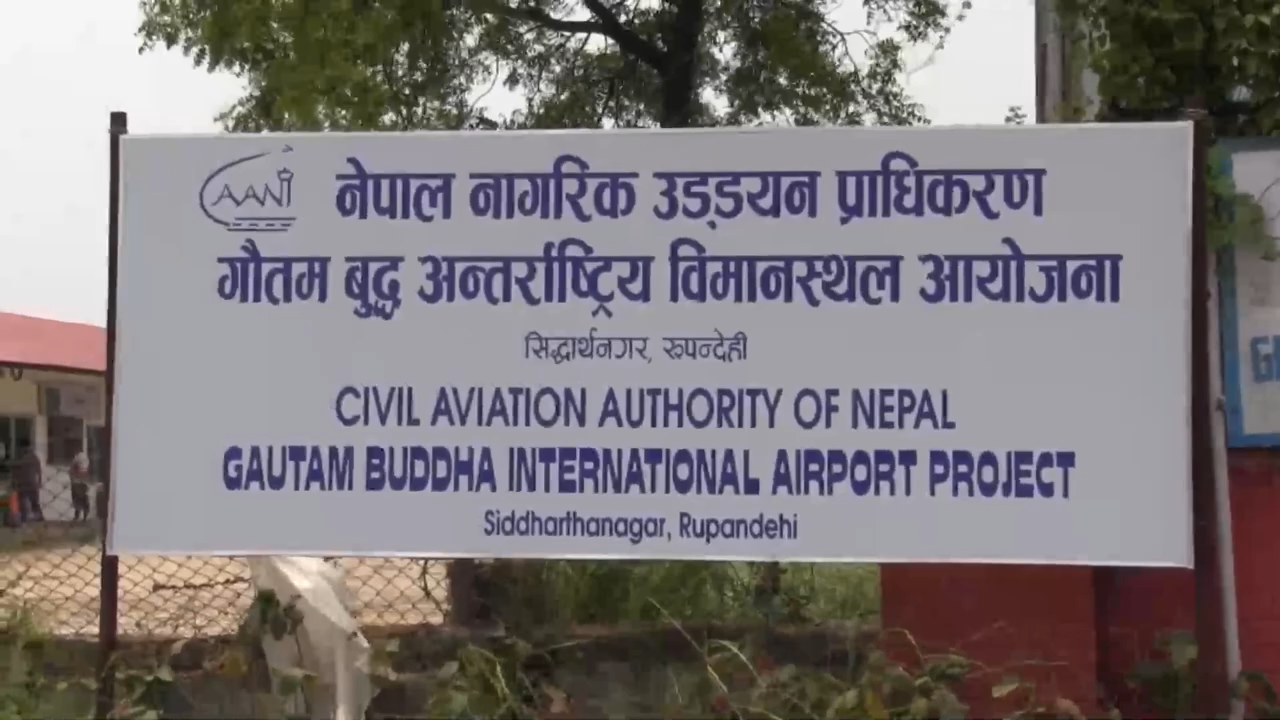 CAANI
नेपाल नागरिक उड्डयन प्राधिकरण
गौतम बुद्ध अन्तर्राष्ट्रिय विमानस्थल आयोजना
सिद्धार्थनगर, रुपन्देही
CIVIL AVIATION AUTHORITY OF NEPAL
GAUTAM BUDDHA INTERNATIONAL AIRPORT PROJECT
Siddharthanagar, Rupandehi